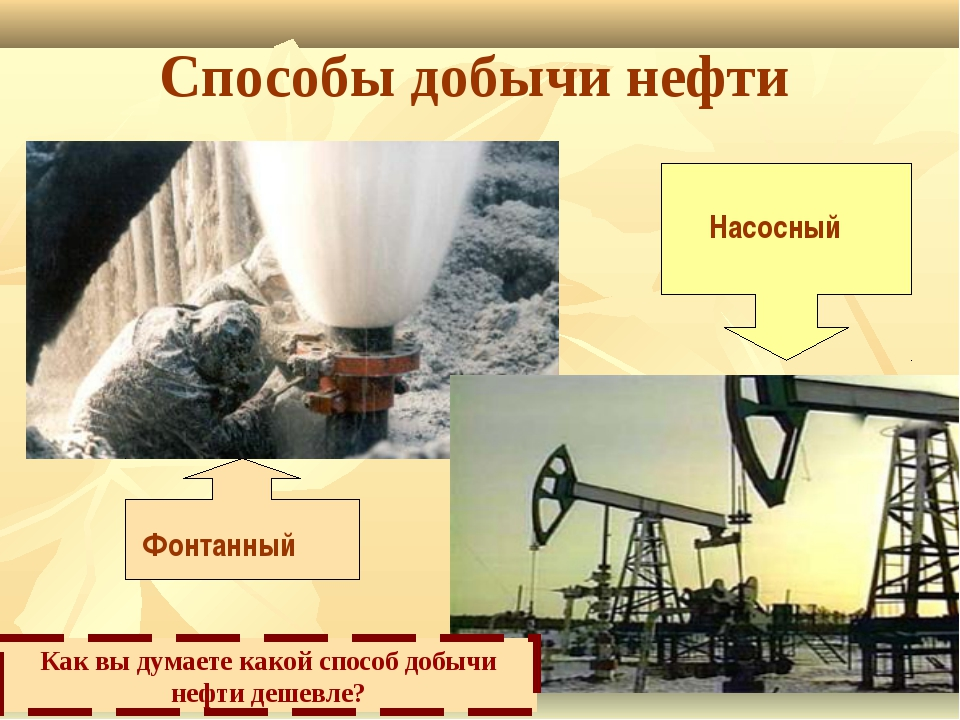 Способы добычи нефти
Насосный
Фонтанный
Как вы думаете какой способ добычи
нефти дешевле?